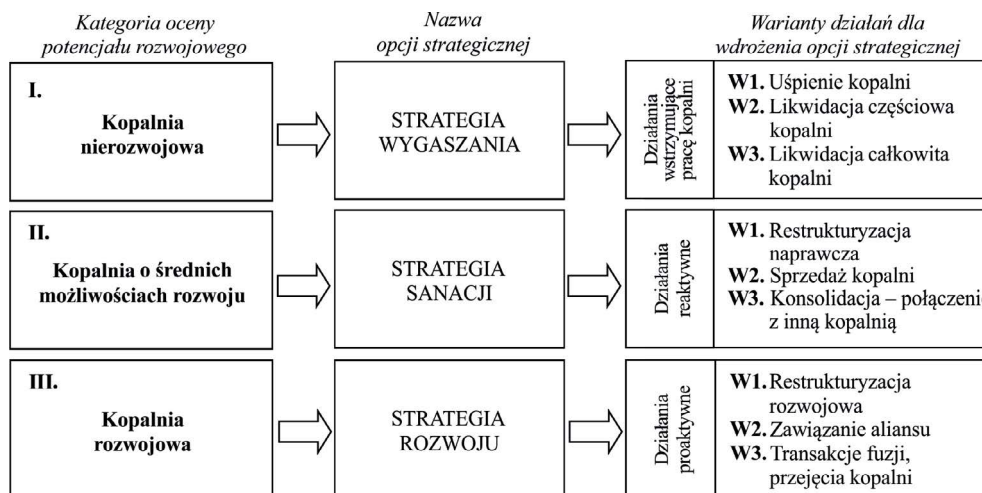 Kategoria oceny
potencjału rozwojowego
Nazwa
opcji strategicznej
Warianty działań dla
wdrożenia opcji strategicznej
I.
Kopalnia
nierozwojowa
STRATEGIA
WYGASZANIA
Działania
wstrzymujące
pracę kopalni
W1. Uśpienie kopalni
W2. Likwidacja częściowa
kopalni
W3. Likwidacja całkowita
kopalni
II.
Kopalnia o średnich
możliwościach rozwoju
STRATEGIA
SANACJI
Działania
reaktywne
W1. Restrukturyzacja
naprawcza
W2. Sprzedaż kopalni
W3. Konsolidacja – połączenie
z inną kopalnią
III.
Kopalnia
rozwojowa
STRATEGIA
ROZWOJU
Działania
proaktywne
W1. Restrukturyzacja
rozwojowa
W2. Zawiązanie aliansu
W3. Transakcje fuzji,
przejęcia kopalni